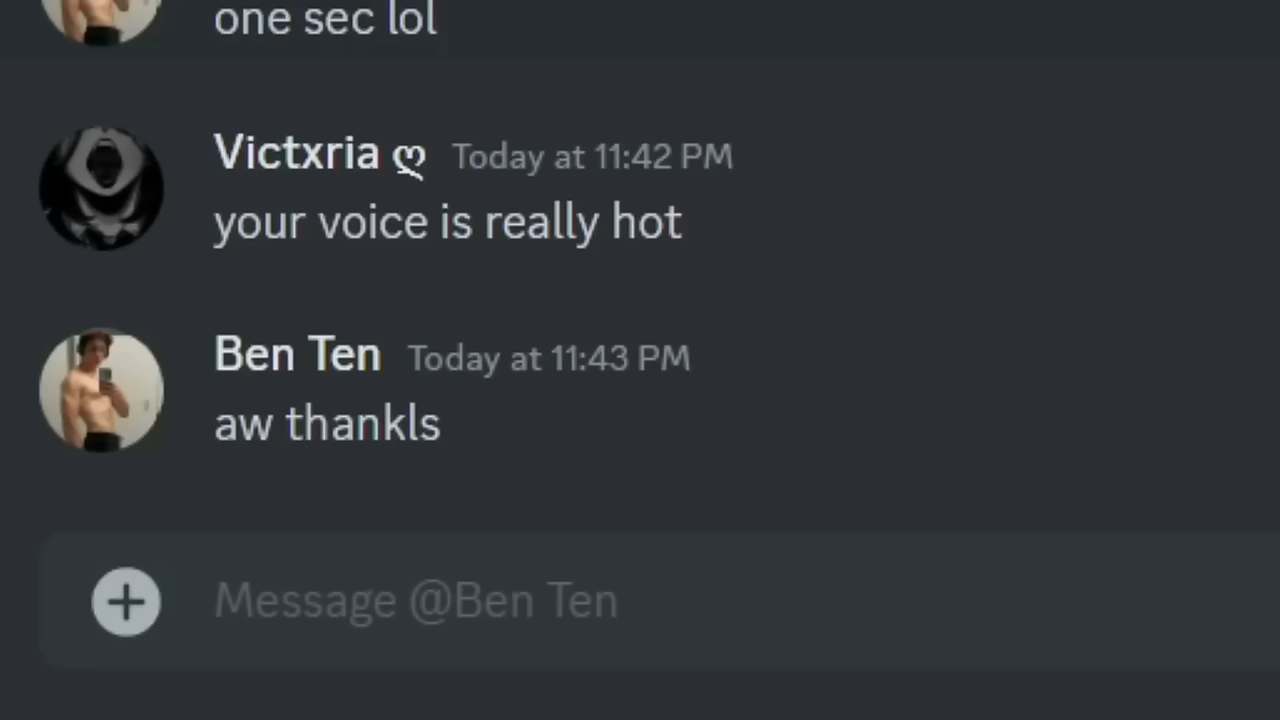 one sec lol
Victxria ღ Today at 11:42 PM
your voice is really hot
Ben Ten Today at 11:43 PM
aw thankls
Message @Ben Ten